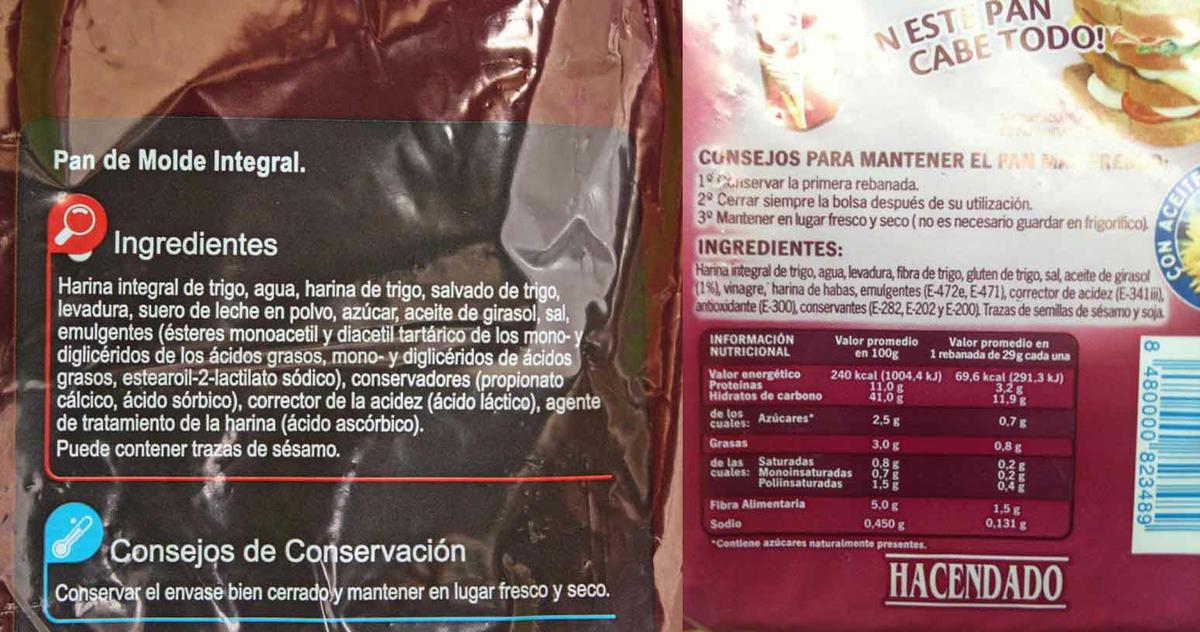 Pan de Molde Integral.
Ingredientes
Harina integral de trigo, agua, harina de trigo, salvado de trigo,
levadura, suero de leche en polvo, azúcar, aceite de girasol, sal,
emulgentes (ésteres monoacetil y diacetil tartárico de los mono- y
diglicéridos de los ácidos grasos, mono- y diglicéridos de ácidos
grasos, estearoil-2-lactilato sódico), conservadores (propionato
cálcico, ácido sórbico), corrector de la acidez (ácido láctico), agente
de tratamiento de la harina (ácido ascórbico).
Puede contener trazas de sésamo.
Consejos de Conservación
Conservar el envase bien cerrado y mantener en lugar fresco y seco.
N ESTE PAN
CABE TODO!
CONSEJOS PARA MANTENER EL PAN
1º Conservar la primera rebanada.
2º Cerrar siempre la bolsa después de su utilización.
3º Mantener en lugar fresco y seco ( no es necesario guardar en frigorífico).
CON ACEITE
INGREDIENTES:
Harina integral de trigo, agua, levadura, fibra de trigo, gluten de trigo, sal, aceite de girasol
(1%), vinagre, harina de habas, emulgentes (E-472e, E-471), corrector de acidez (E-341iii),
antioxidante (E-300), conservantes (E-282, E-202 y E-200). Trazas de semillas de sésamo y soja.
INFORMACIÓN NUTRICIONAL Valor promedio en 100g Valor promedio en 1 rebanada de 29g cada una
Valor energético 240 kcal (1004,4 kJ) 69,6 kcal (291,3 kJ)
Proteínas 11,0 g 3,2 g
Hidratos de carbono 41,0 g 11,9 g
de los cuales: Azúcares* 2,5 g 0,7 g
Grasas 3,0 g 0,8 g
de las cuales: Saturadas 0,8 g 0,2 g
Monoinsaturadas 0,7 g 0,2 g
Poliinsaturadas 1,5 g 0,4 g
Fibra Alimentaria 5,0 g 1,5 g
Sodio 0,450 g 0,131 g
*Contiene azúcares naturalmente presentes.
HACENDADO
8 480000 823489